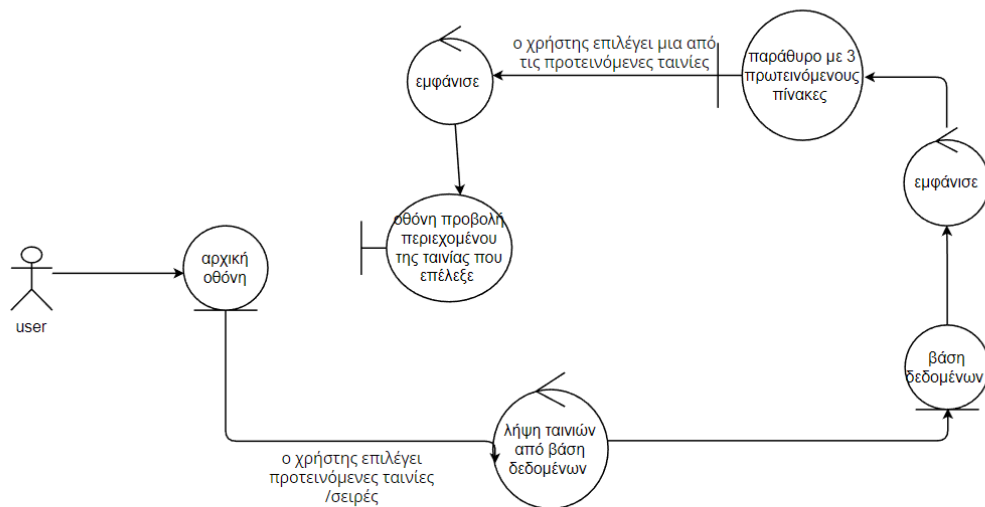 user
αρχική
οθόνη
ο χρήστης επιλέγει
προτεινόμενες ταινίες
/σειρές
λήψη ταινιών
από βάση
δεδομένων
βάση
δεδομένων
εμφάνισε
παράθυρο με 3
πρωτεινόμενους
πίνακες
ο χρήστης επιλέγει μια από
τις προτεινόμενες ταινίες
εμφάνισε
οθόνη προβολή
περιεχομένου
της ταινίας που
επέλεξε